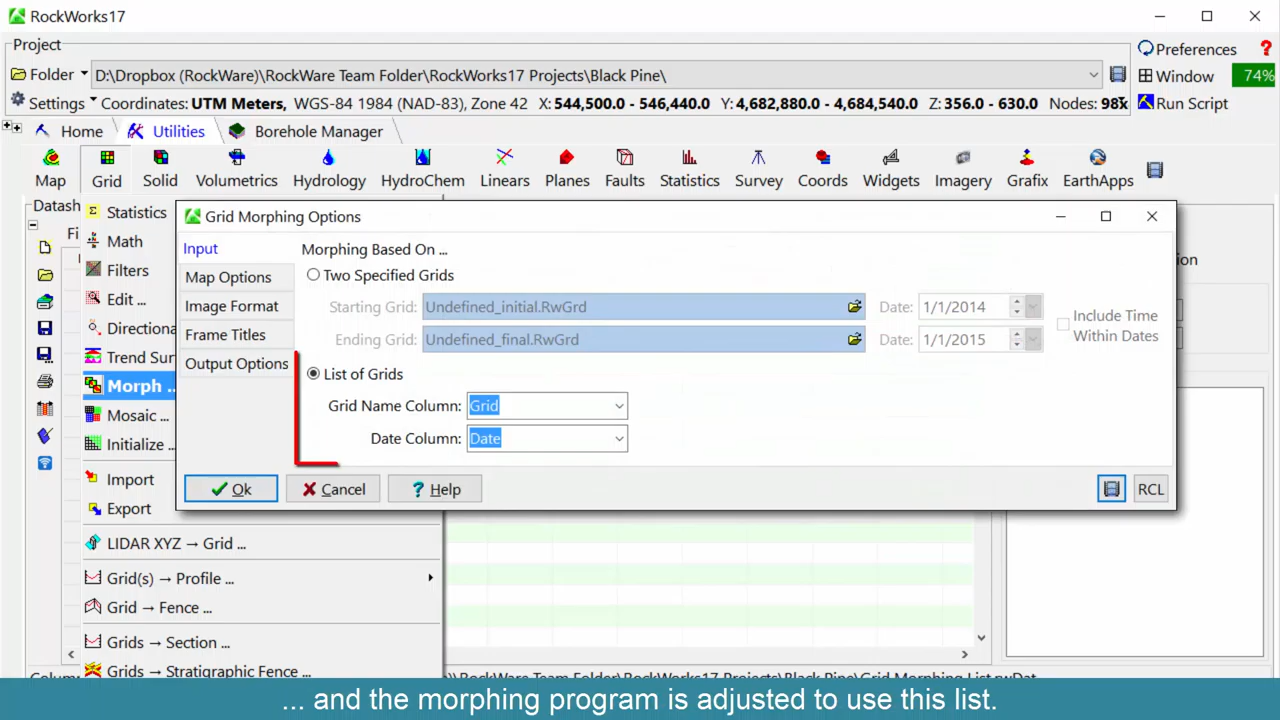 RockWorks17
Project
Folder D:\Dropbox (RockWare)\RockWare Team Folder\RockWorks17 Projects\Black Pine\ Preferences ?
Window 74%
Settings Coordinates: UTM Meters, WGS-84 1984 (NAD-83), Zone 42 X: 544,500.0 - 546,440.0 Y: 4,682,880.0 - 4,684,540.0 Z: 356.0 - 630.0 Nodes: 98x Run Script
Home Utilities Borehole Manager
Map Grid Solid Volumetrics Hydrology HydroChem Linears Planes Faults Statistics Survey Coords Widgets Imagery Grafix EarthApps
Datash
Fi
Statistics
Math
Filters
Edit ...
Directiona
Trend Sur
Morph ...
Mosaic ...
Initialize ...
Import
Export
LIDAR XYZ → Grid ...
Grid(s) → Profile ...
Grid → Fence ...
Grids → Section ...
Grids → Stratigraphic Fence ...
Grid Morphing Options
Input
Map Options
Image Format
Frame Titles
Output Options
Morphing Based On ...
Two Specified Grids
Starting Grid: Undefined_initial.RwGrd Date: 1/1/2014
Ending Grid: Undefined_final.RwGrd Date: 1/1/2015
Include Time
Within Dates
List of Grids
Grid Name Column: Grid
Date Column: Date
Ok Cancel ? Help RCL
ion
... and the morphing program is adjusted to use this list.